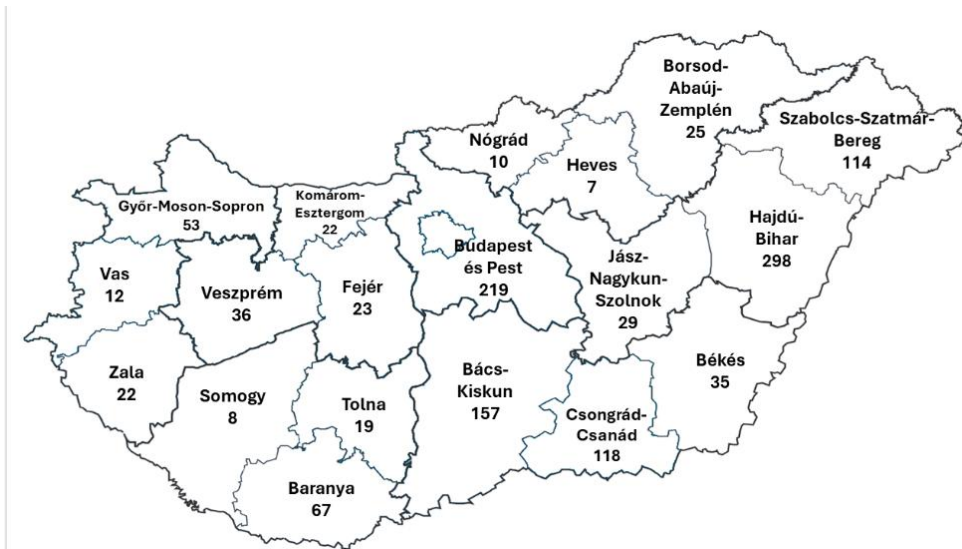 Borsod-
Abaúj-
Zemplén
25
Szabolcs-Szatmár-
Bereg
114
Nógrád
10
Heves
7
Győr-Moson-Sopron
53
Komárom-
Esztergom
22
Hajdú-
Bihar
298
Budapest
és Pest
219
Jász-
Nagykun-
Szolnok
29
Vas
12
Veszprém
36
Fejér
23
Békés
35
Zala
22
Somogy
8
Tolna
19
Bács-
Kiskun
157
Csongrád-
Csanád
118
Baranya
67